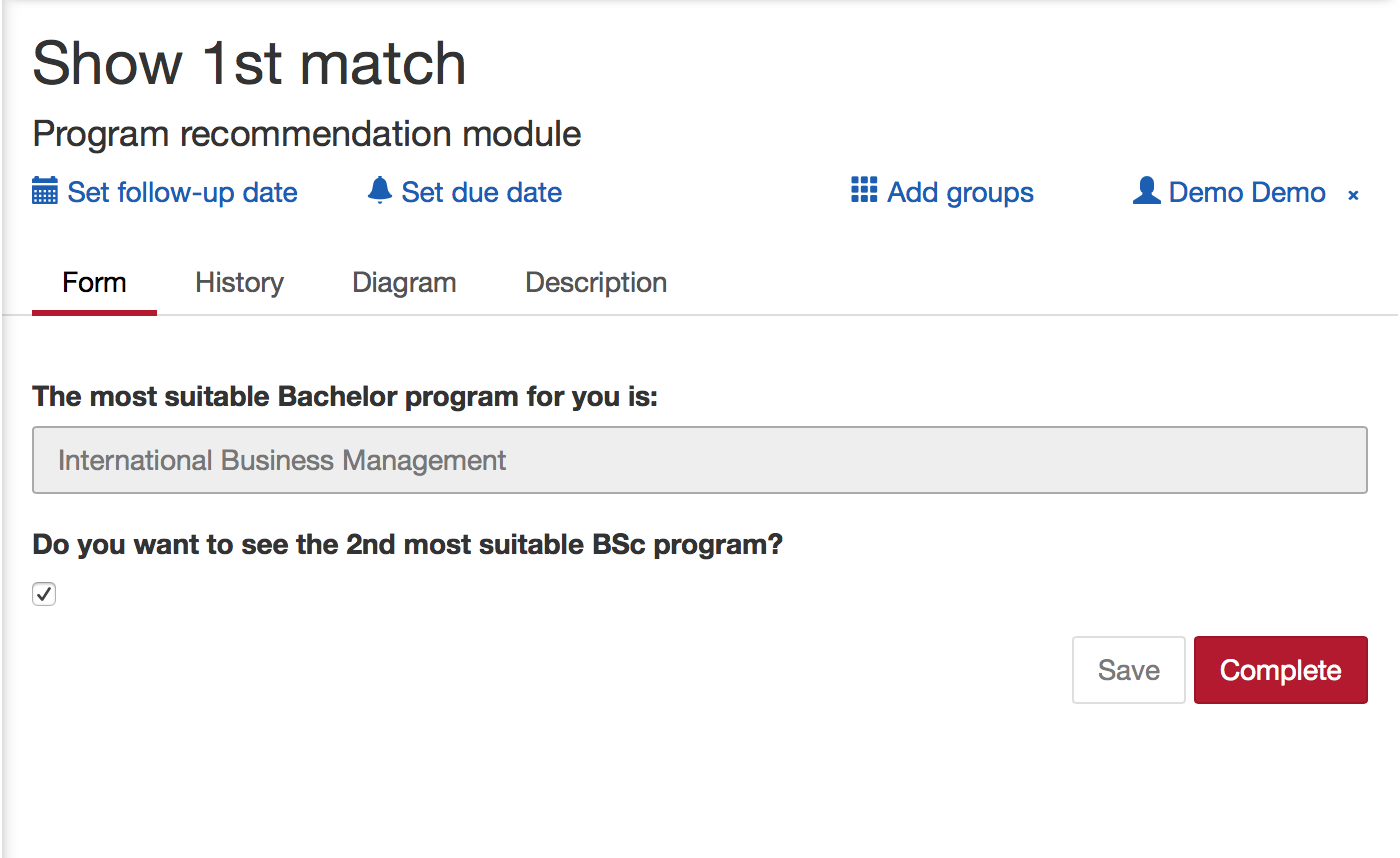 Show 1st match
Program recommendation module
Set follow-up date Set due date Add groups Demo Demo ×
Form History Diagram Description
The most suitable Bachelor program for you is:
International Business Management
Do you want to see the 2nd most suitable BSc program?
Save Complete